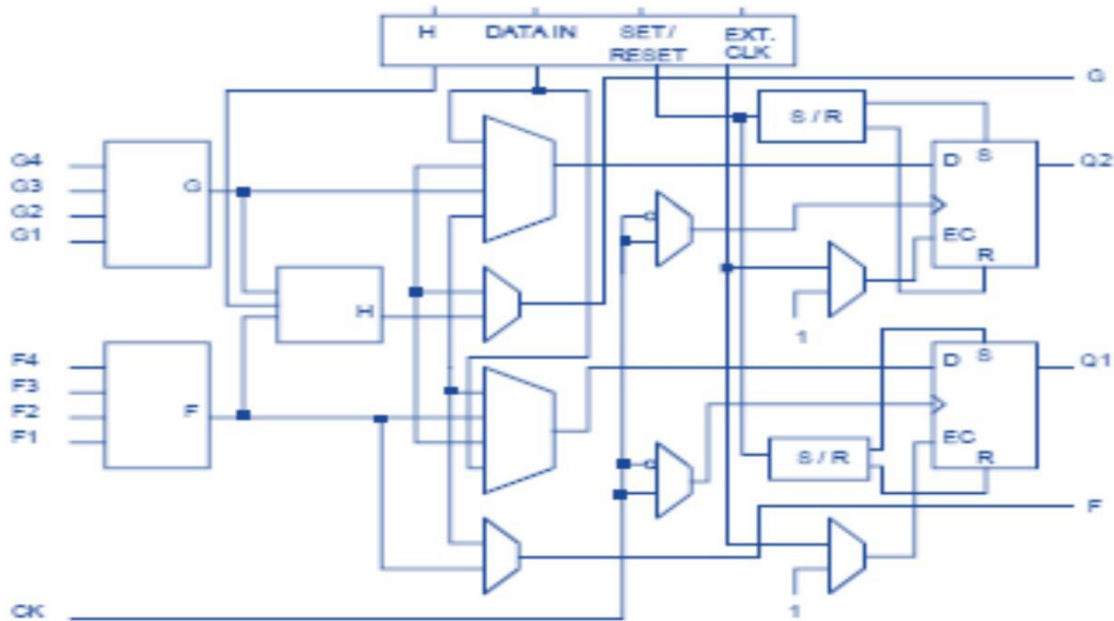 H DATA IN SET / RESET EXT. CLK
G
S / R
G4
G3
G2
G1
G
D S
Q2
EC
R
H
1
F4
F3
F2
F1
F
D S
Q1
EC
R
S / R
F
1
CK